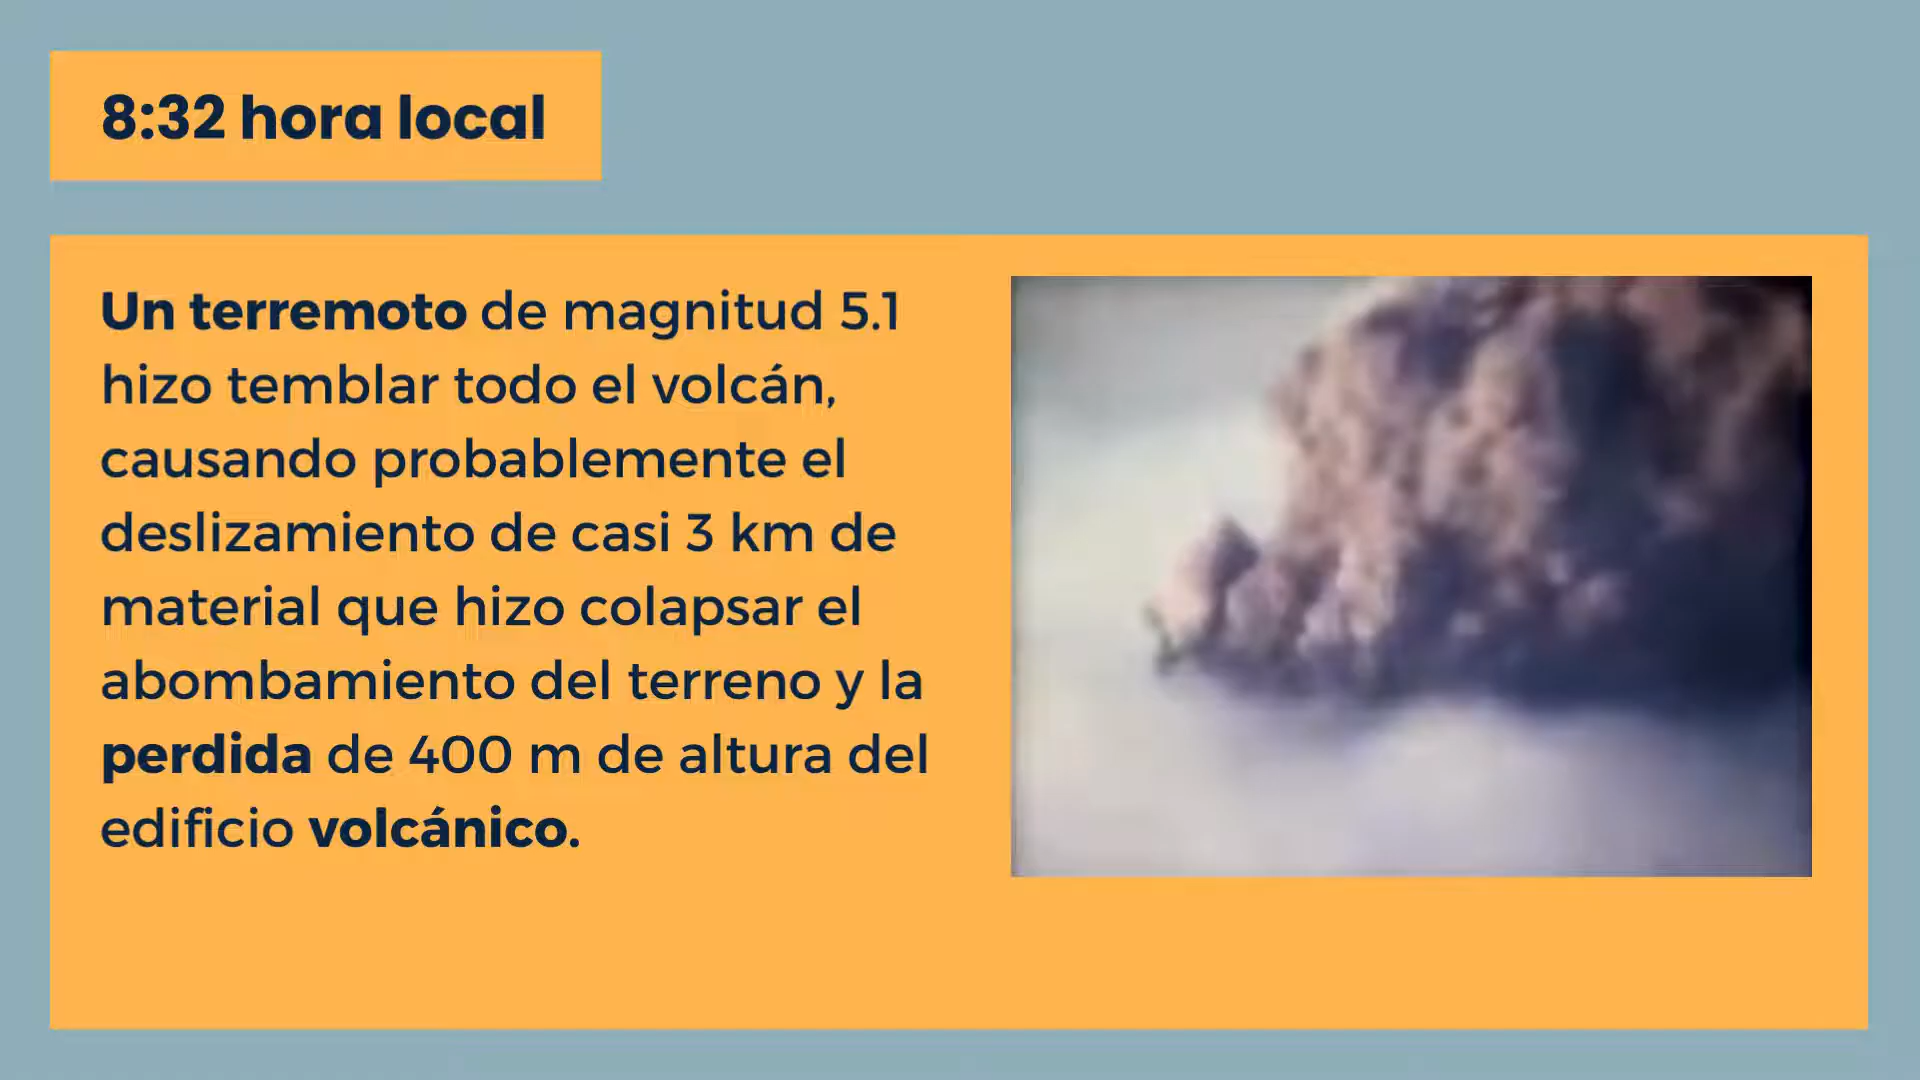 8:32 hora local
Un terremoto de magnitud 5.1
hizo temblar todo el volcán,
causando probablemente el
deslizamiento de casi 3 km de
material que hizo colapsar el
abombamiento del terreno y la
perdida de 400 m de altura del
edificio volcánico.